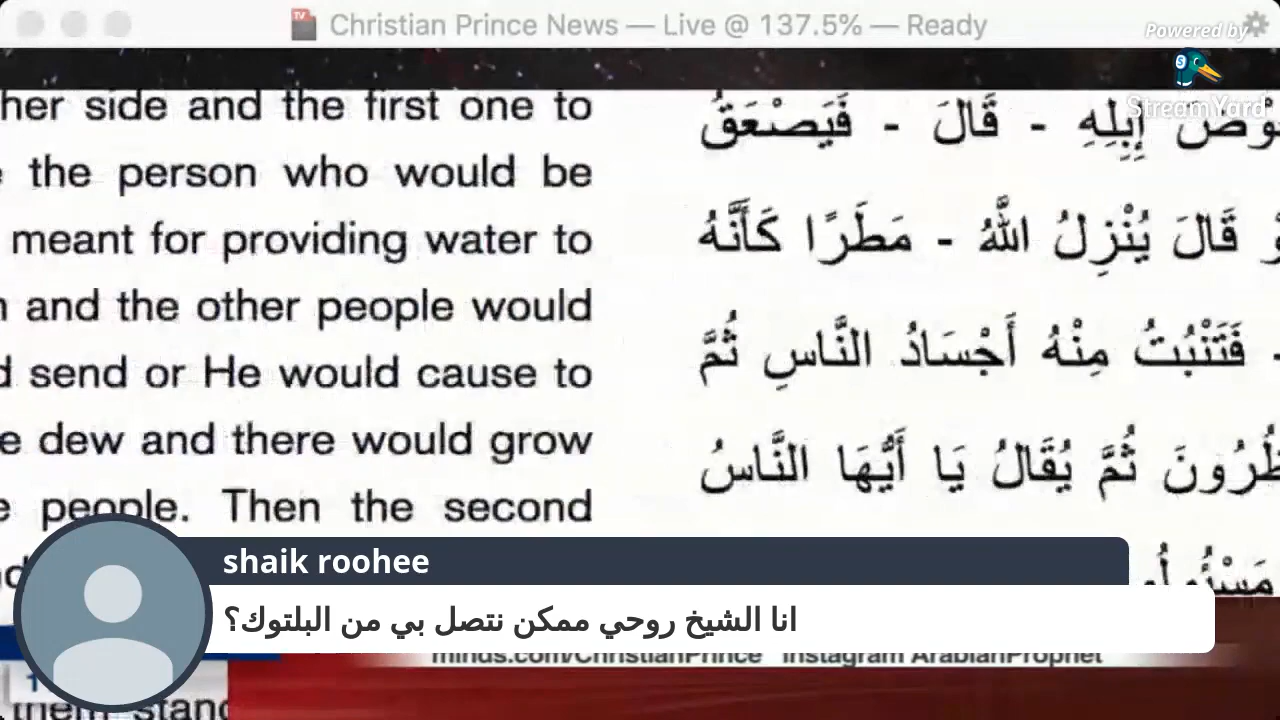 Christian Prince News — Live @ 137.5% — Ready
Powered by
StreamYard
her side and the first one to
the person who would be
meant for providing water to
and the other people would
send or He would cause to
dew and there would grow
people. Then the second
إِبِلِهِ - قَالَ - فَيَصْعَقُ
قَالَ يُنْزِلُ اللَّهُ - مَطَرًا كَأَنَّهُ
- فَتَنْبُتُ مِنْهُ أَجْسَادُ النَّاسِ ثُمَّ
ثُمَّ يُقَالُ يَا أَيُّهَا النَّاسُ
shaik roohee
انا الشيخ روحي ممكن نتصل بي من البلتوك؟
minds.com/ChristianPrince Instagram ArabianProphet
them stand